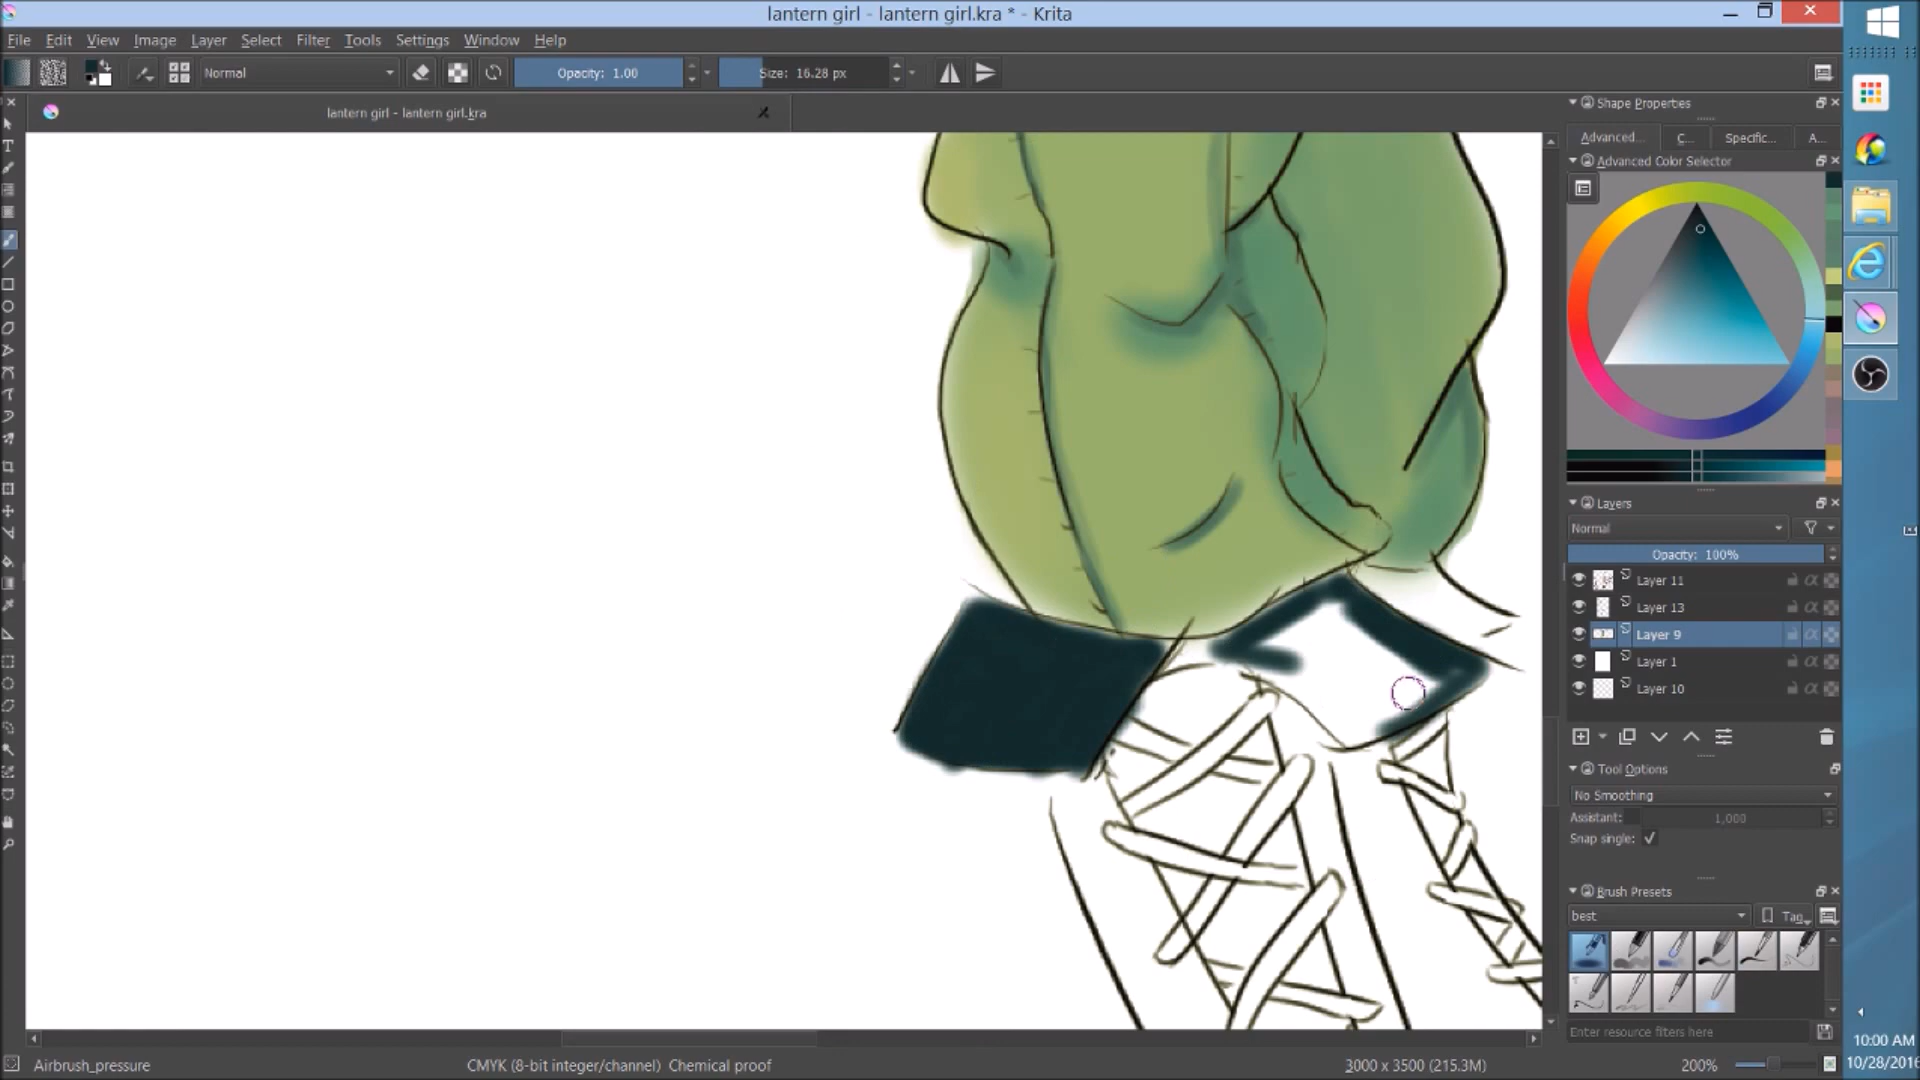 lantern girl - lantern girl.kra * - Krita
File Edit View Image Layer Select Filter Tools Settings Window Help
Normal
Opacity: 1.00
Size: 16.28 px
lantern girl - lantern girl.kra
Shape Properties
Advanced... C... Specific... A...
Advanced Color Selector
Layers
Normal
Opacity: 100%
Layer 11
Layer 13
Layer 9
Layer 1
Layer 10
Tool Options
No Smoothing
Assistant: 1,000
Snap single:
Brush Presets
best
Tag
Enter resource filters here
Airbrush_pressure
CMYK (8-bit integer/channel) Chemical proof
3000 x 3500 (215.3M)
200%
10:00 AM
10/28/2016